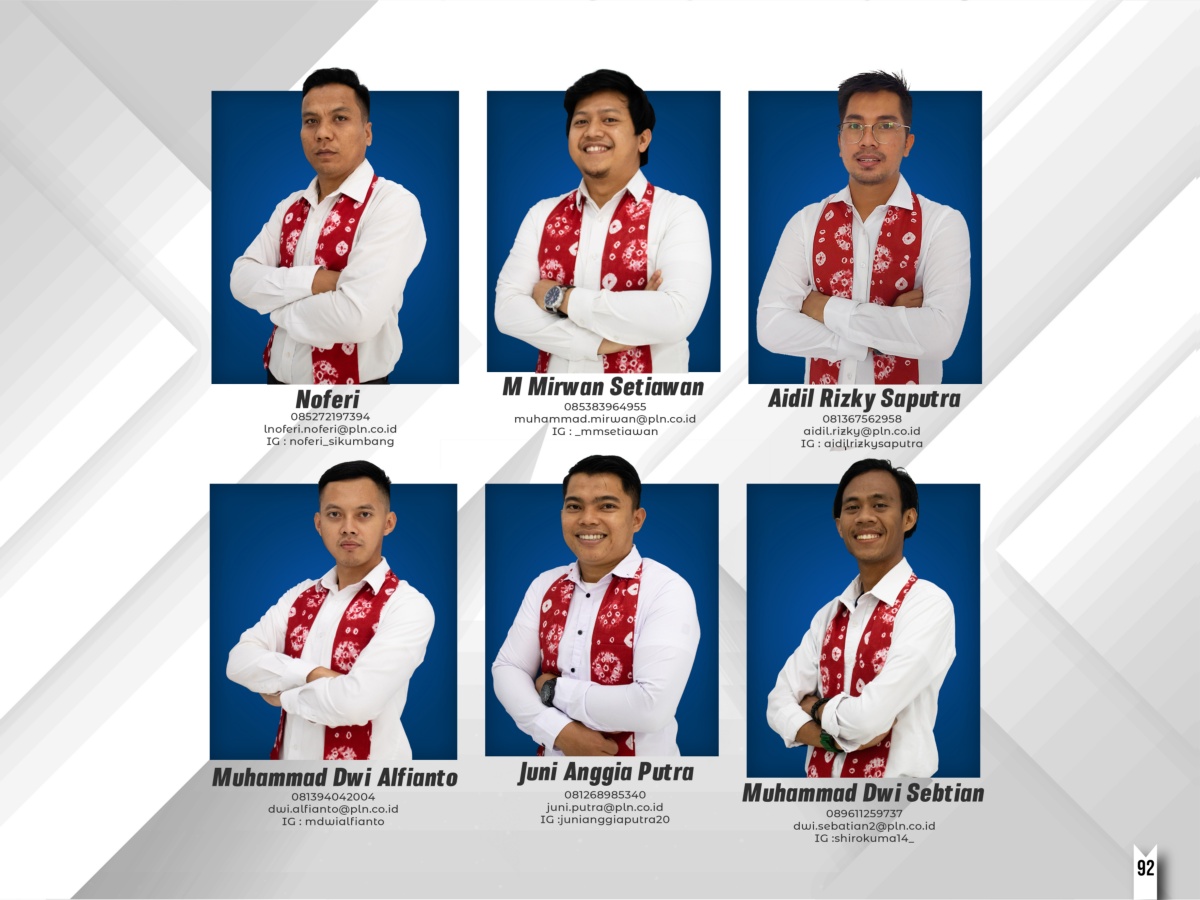 Noferi
085272197394
lnoferi.noferi@pln.co.id
IG : noferi_sikumbang
M Mirwan Setiawan
085383964955
muhammad.mirwan@pln.co.id
IG : _mmsetiawan
Aidil Rizky Saputra
081367562958
aidil.rizky@pln.co.id
IG : aidilrizkysaputra
Muhammad Dwi Alfianto
081394042004
dwi.alfianto@pln.co.id
IG : mdwialfianto
Juni Anggia Putra
081268985340
juni.putra@pln.co.id
IG :junianggiaputra20
Muhammad Dwi Sebtian
089611259737
dwi.sebatian2@pln.co.id
IG :shirokuma14_
92